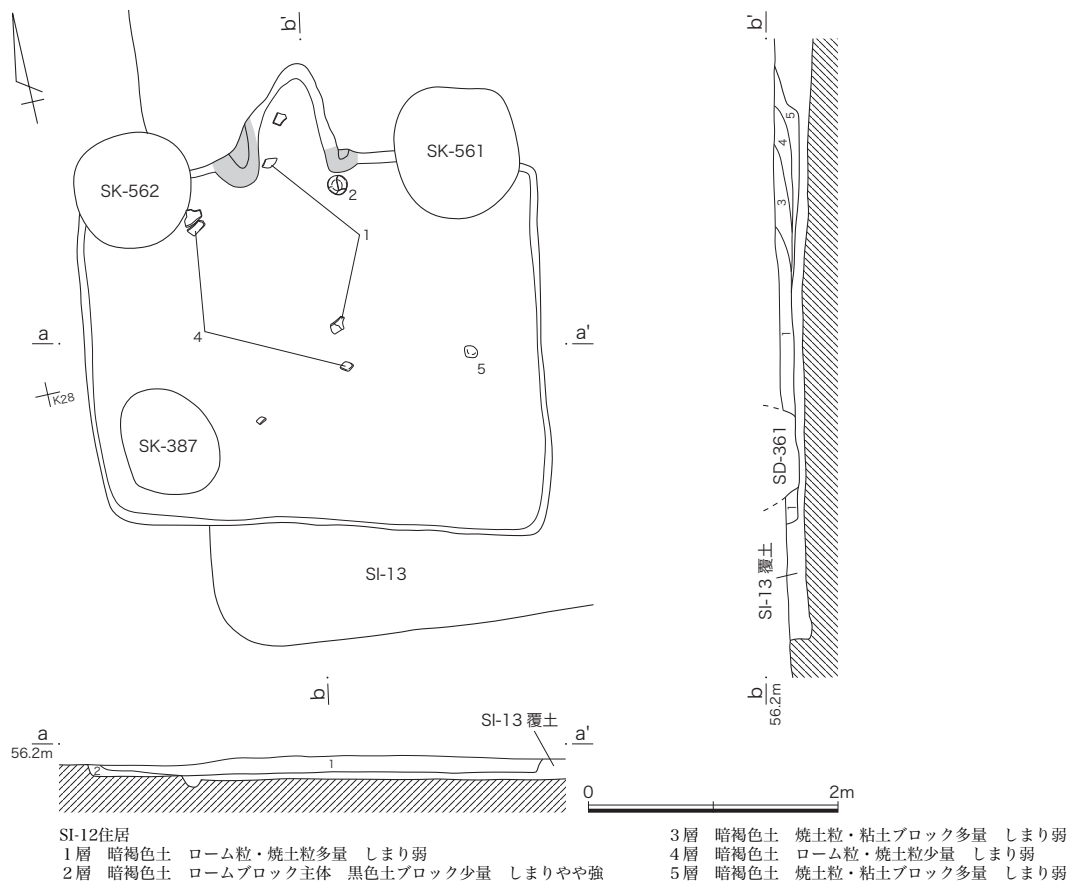 b'
b'
SK-561
SK-562
2
1
4
5
a
a'
K28
SK-387
SI-13
b
5
4
3
1
SD-361
1
SI-13 覆土
b
56.2m
a
56.2m
SI-13 覆土
a'
2
1
0
2m
SI-12住居
1層 暗褐色土 ローム粒・焼土粒多量 しまり弱
2層 暗褐色土 ロームブロック主体 黒色土ブロック少量 しまりやや強
3層 暗褐色土 焼土粒・粘土ブロック多量 しまり弱
4層 暗褐色土 ローム粒・焼土粒少量 しまり弱
5層 暗褐色土 焼土粒・粘土ブロック多量 しまり弱